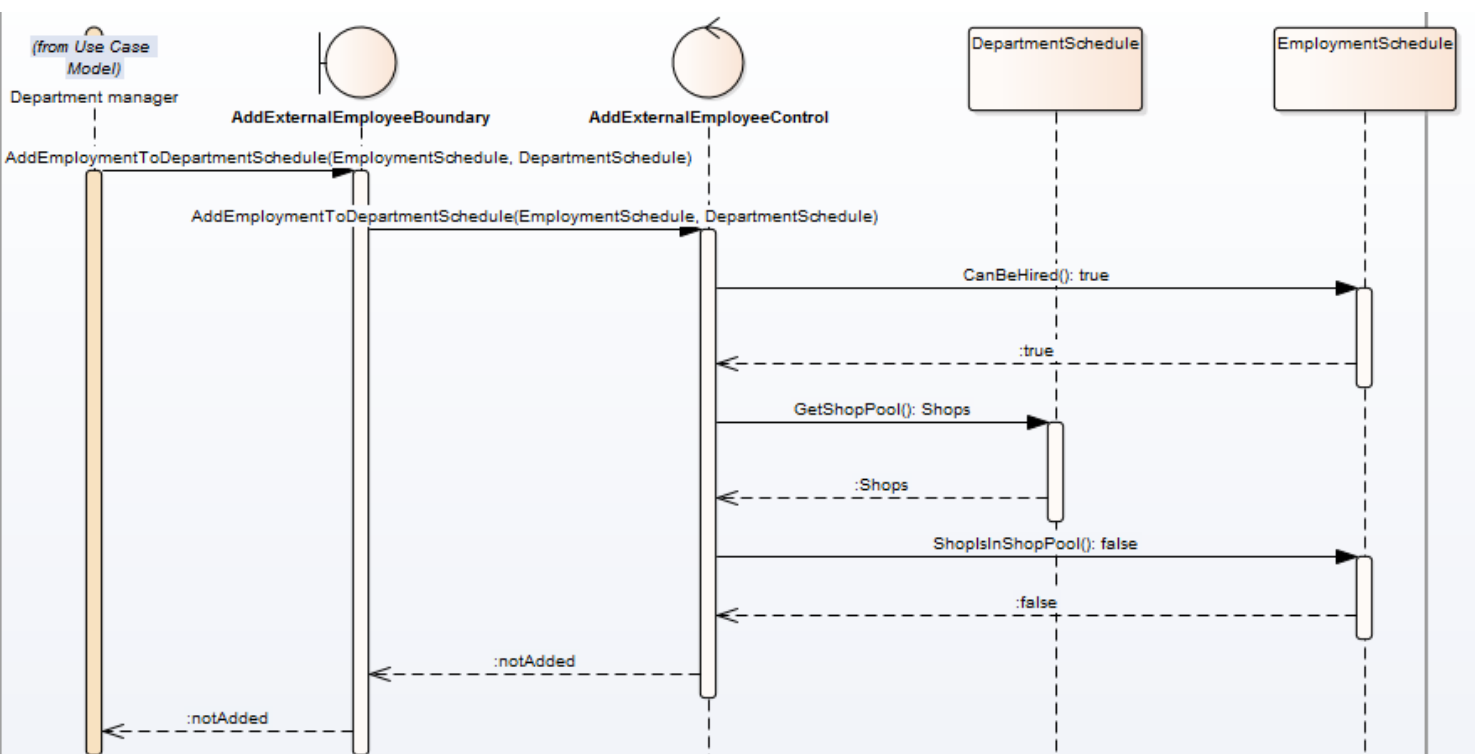 (from Use Case
Model)
Department manager
AddExternalEmployeeBoundary
AddExternalEmployeeControl
DepartmentSchedule
EmploymentSchedule
AddEmploymentToDepartmentSchedule(EmploymentSchedule, DepartmentSchedule)
AddEmploymentToDepartmentSchedule(EmploymentSchedule, DepartmentSchedule)
CanBeHired(): true
:true
GetShopPool(): Shops
:Shops
ShopIsInShopPool(): false
:false
:notAdded
:notAdded